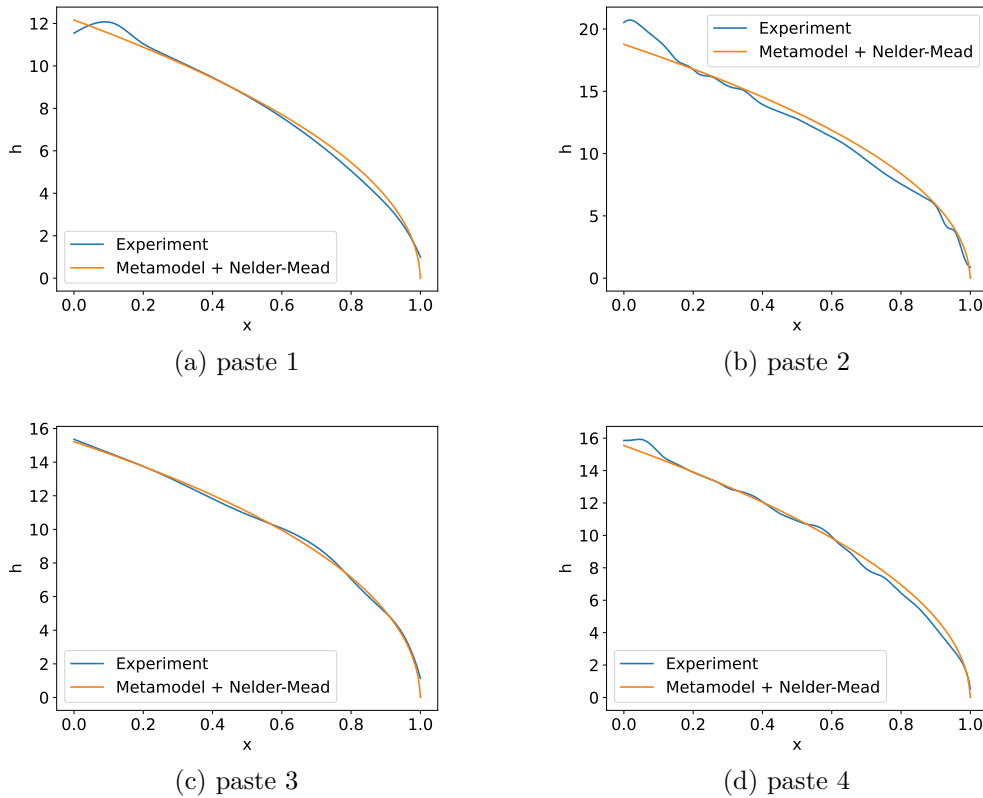 12
10
8
6
4
2
0
h
Experiment
Metamodel + Nelder-Mead
0.0 0.2 0.4 0.6 0.8 1.0
x
(a) paste 1
20
15
10
5
0
h
Experiment
Metamodel + Nelder-Mead
0.0 0.2 0.4 0.6 0.8 1.0
x
(b) paste 2
16
14
12
10
8
6
4
2
0
h
Experiment
Metamodel + Nelder-Mead
0.0 0.2 0.4 0.6 0.8 1.0
x
(c) paste 3
16
14
12
10
8
6
4
2
0
h
Experiment
Metamodel + Nelder-Mead
0.0 0.2 0.4 0.6 0.8 1.0
x
(d) paste 4